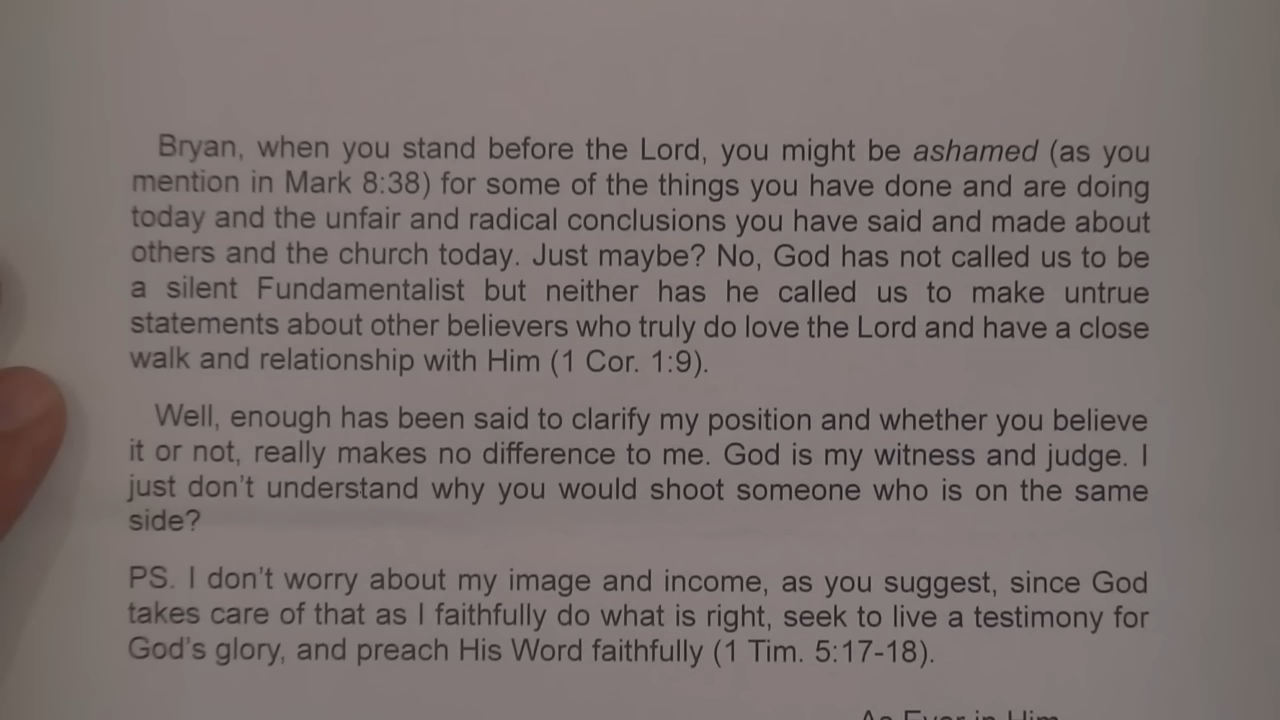 Bryan, when you stand before the Lord, you might be ashamed (as you
mention in Mark 8:38) for some of the things you have done and are doing
today and the unfair and radical conclusions you have said and made about
others and the church today. Just maybe? No, God has not called us to be
a silent Fundamentalist but neither has he called us to make untrue
statements about other believers who truly do love the Lord and have a close
walk and relationship with Him (1 Cor. 1:9).
Well, enough has been said to clarify my position and whether you believe
it or not, really makes no difference to me. God is my witness and judge. I
just don't understand why you would shoot someone who is on the same
side?
PS. I don't worry about my image and income, as you suggest, since God
takes care of that as I faithfully do what is right, seek to live a testimony for
God's glory, and preach His Word faithfully (1 Tim. 5:17-18).
As Ever in Him